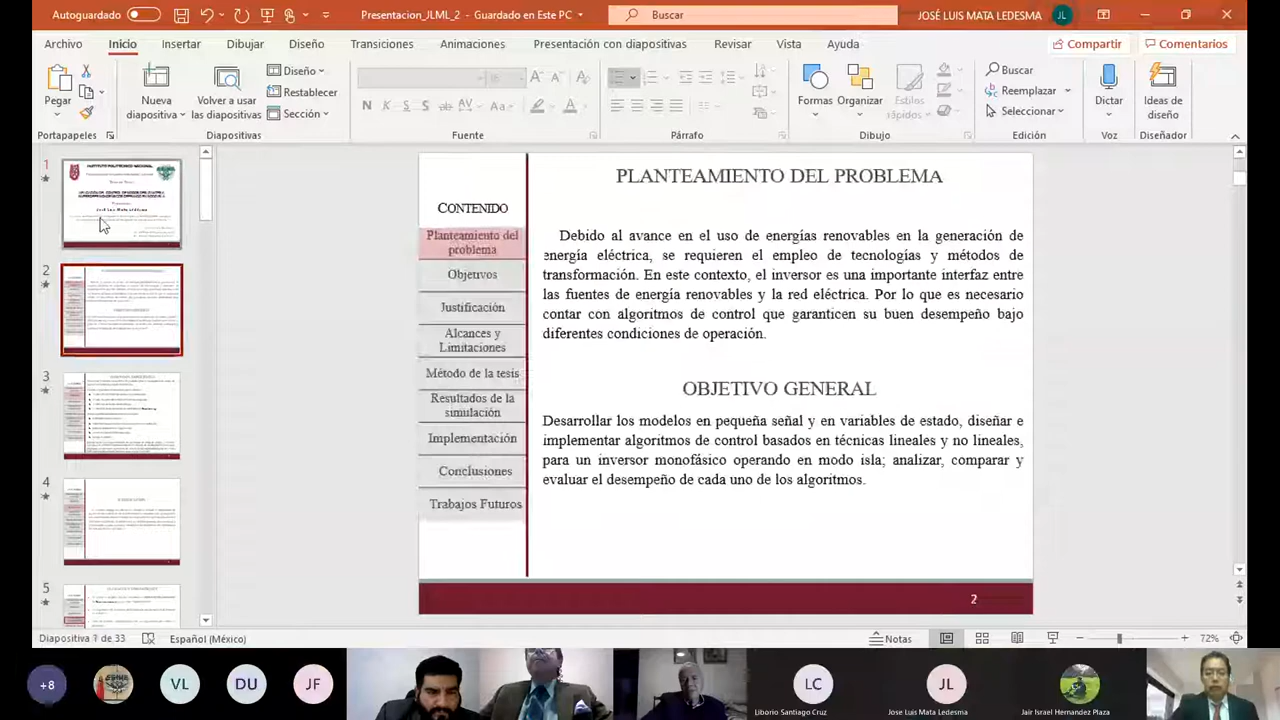 Autoguardado
Presentacion_JLML_2 - Guardado en Este PC
Buscar
JOSÉ LUIS MATA LEDESMA
JL
Archivo
Inicio
Insertar
Dibujar
Diseño
Transiciones
Animaciones
Presentación con diapositivas
Revisar
Vista
Ayuda
Compartir
Comentarios
Pegar
Nueva
diapositiva
Volver a usar
las diapositivas
Diseño
Restablecer
Sección
Formas
Organizar
Estilos
rápidos
Buscar
Reemplazar
Seleccionar
Dictar
Ideas de
diseño
Portapapeles
Diapositivas
Fuente
Párrafo
Dibujo
Edición
Voz
Diseñador
1
2
3
4
5
INSTITUTO POLITÉCNICO NACIONAL
PLANTEAMIENTO DEL PROBLEMA
CONTENIDO
Planteamiento del
problema
Objetivos
Justificación
Alcances y
Limitaciones
Método de la tesis
Resultados de la
simulación
Implementación
Conclusiones
Trabajos Futuros
Debido al avance en el uso de energías renovables en la generación de
energía eléctrica, se requieren el empleo de tecnologías y métodos de
transformación. En este contexto, el inversor es una importante interfaz entre
las fuentes de energía renovables y la red eléctrica. Por lo que es necesario
contar con algoritmos de control que garanticen su buen desempeño bajo
diferentes condiciones de operación.
OBJETIVO GENERAL
Desarrollar los modelos en pequeña señal y en variables de estado, diseñar e
implementar algoritmos de control basados en técnicas lineales y no lineales,
para un inversor monofásico operando en modo isla; analizar, comparar y
evaluar el desempeño de cada uno de los algoritmos.
2
Diapositiva de 33
Español (México)
Notas
72%
+8
VL
DU
JF
LC
Liborio Santiago Cruz
JL
Jose Luis Mata Ledesma
Jair Israel Hernandez Plaza